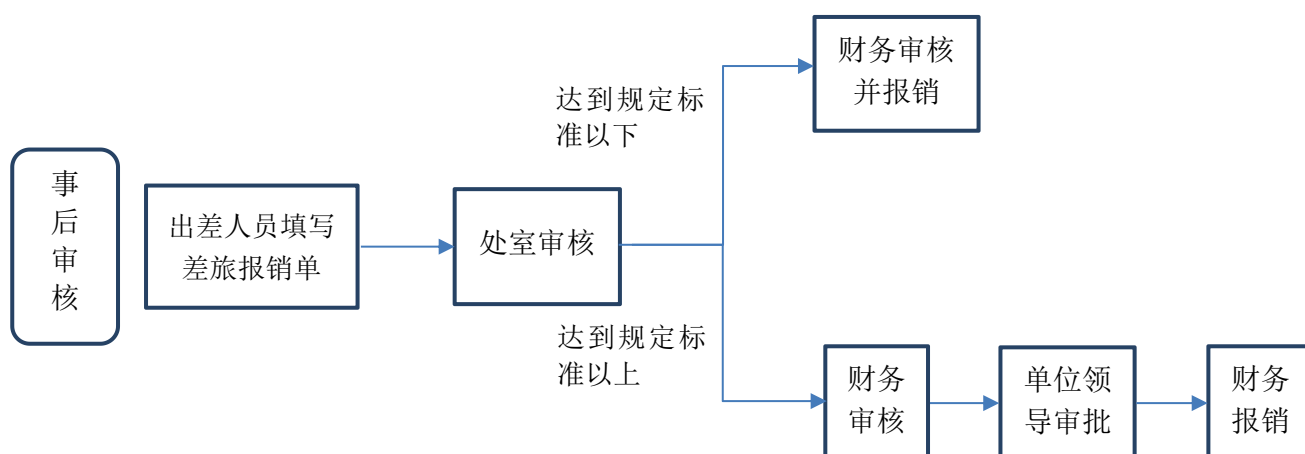 事
后
审
核
出差人员填写
差旅报销单
处室审核
达到规定标
准以下
财务审核
并报销
达到规定标
准以上
财务
审核
单位领
导审批
财务
报销